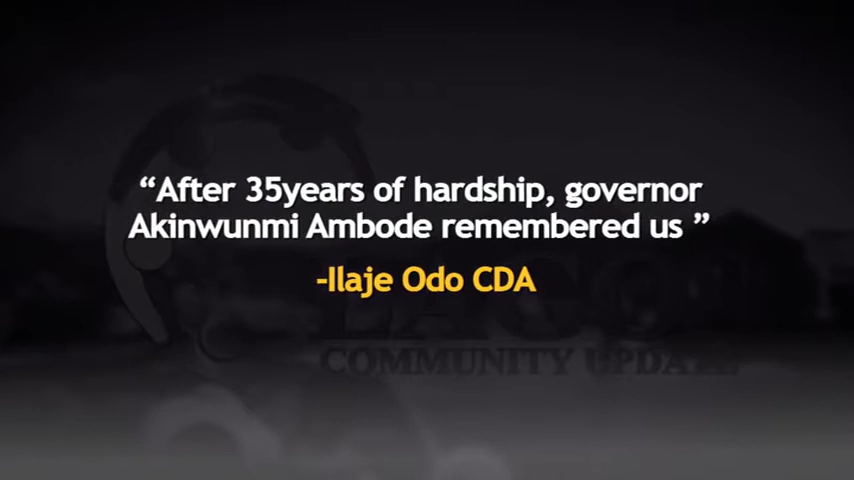 “After 35years of hardship, governor
Akinwunmi Ambode remembered us ”
-Ilaje Odo CDA
COMMUNITY UPDATE